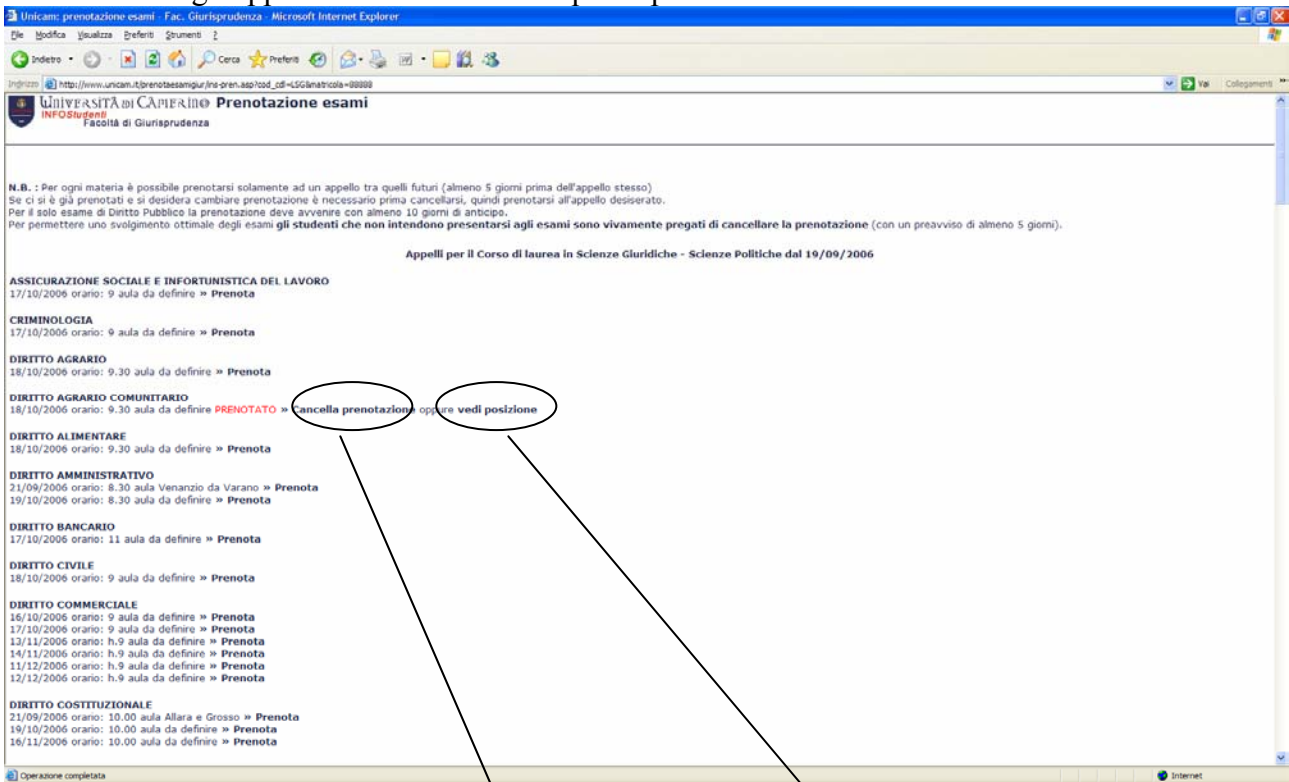 Unicam: prenotazione esami - Fac. Giurisprudenza - Microsoft Internet Explorer
File Modifica Visualizza Preferiti Strumenti ?
Indietro Cerca Preferiti
Indirizzo http://www.unicam.it/prenotaesamigiur/ins-pren.asp?cod_cdl=LSG&matricola=88888 Vai Collegamenti »
UNIVERSITÀ DI CAMERINO Prenotazione esami
INFOStudenti
Facoltà di Giurisprudenza
N.B. : Per ogni materia è possibile prenotarsi solamente ad un appello tra quelli futuri (almeno 5 giorni prima dell'appello stesso)
Se ci si è già prenotati e si desidera cambiare prenotazione è necessario prima cancellarsi, quindi prenotarsi all'appello desiserato.
Per il solo esame di Diritto Pubblico la prenotazione deve avvenire con almeno 10 giorni di anticipo.
Per permettere uno svolgimento ottimale degli esami gli studenti che non intendono presentarsi agli esami sono vivamente pregati di cancellare la prenotazione (con un preavviso di almeno 5 giorni).
Appelli per il Corso di laurea in Scienze Giuridiche - Scienze Politiche dal 19/09/2006
ASSICURAZIONE SOCIALE E INFORTUNISTICA DEL LAVORO
17/10/2006 orario: 9 aula da definire » Prenota
CRIMINOLOGIA
17/10/2006 orario: 9 aula da definire » Prenota
DIRITTO AGRARIO
18/10/2006 orario: 9.30 aula da definire » Prenota
DIRITTO AGRARIO COMUNITARIO
18/10/2006 orario: 9.30 aula da definire PRENOTATO » Cancella prenotazione oppure vedi posizione
DIRITTO ALIMENTARE
18/10/2006 orario: 9.30 aula da definire » Prenota
DIRITTO AMMINISTRATIVO
21/09/2006 orario: 8.30 aula Venanzio da Varano » Prenota
19/10/2006 orario: 8.30 aula da definire » Prenota
DIRITTO BANCARIO
17/10/2006 orario: 11 aula da definire » Prenota
DIRITTO CIVILE
18/10/2006 orario: 9 aula da definire » Prenota
DIRITTO COMMERCIALE
16/10/2006 orario: 9 aula da definire » Prenota
17/10/2006 orario: 9 aula da definire » Prenota
13/11/2006 orario: h.9 aula da definire » Prenota
14/11/2006 orario: h.9 aula da definire » Prenota
11/12/2006 orario: h.9 aula da definire » Prenota
12/12/2006 orario: h.9 aula da definire » Prenota
DIRITTO COSTITUZIONALE
21/09/2006 orario: 10.00 aula Allara e Grosso » Prenota
19/10/2006 orario: 10.00 aula da definire » Prenota
16/11/2006 orario: 10.00 aula da definire » Prenota
Operazione completata Internet